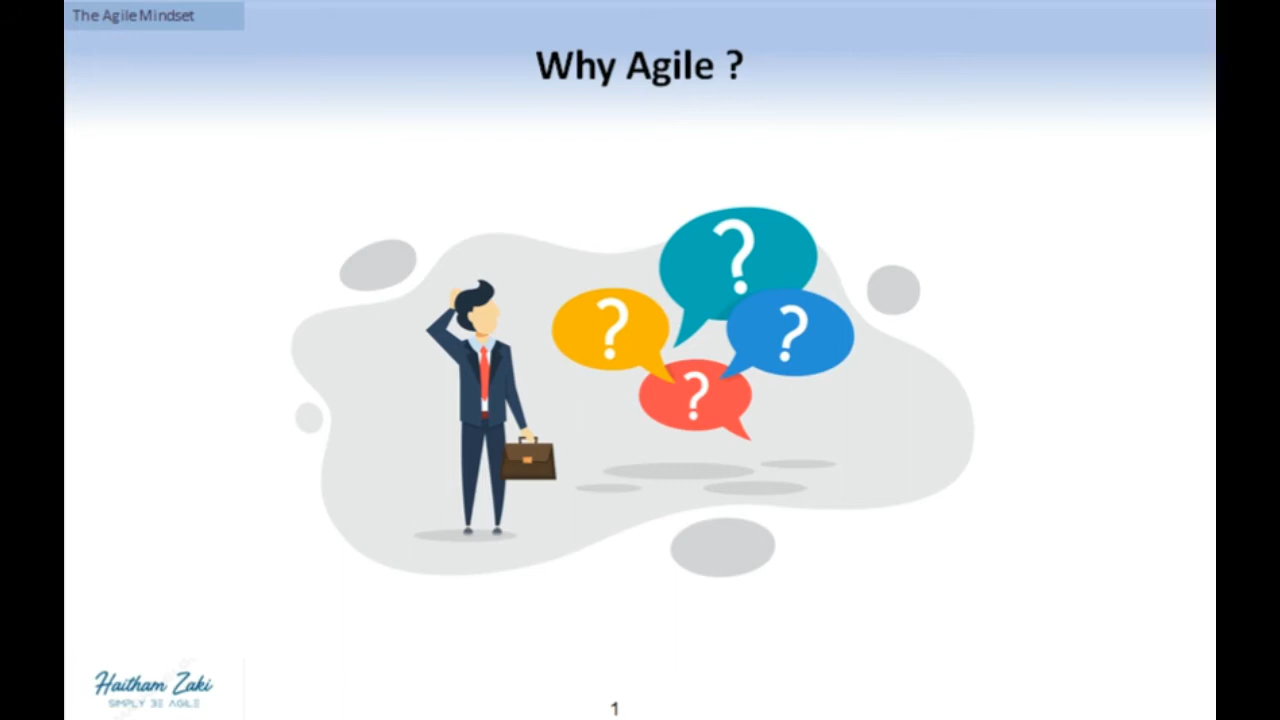 The Agile Mindset
Why Agile ?
?
?
?
?
Haitham Zaki
SIMPLY BE AGILE
1